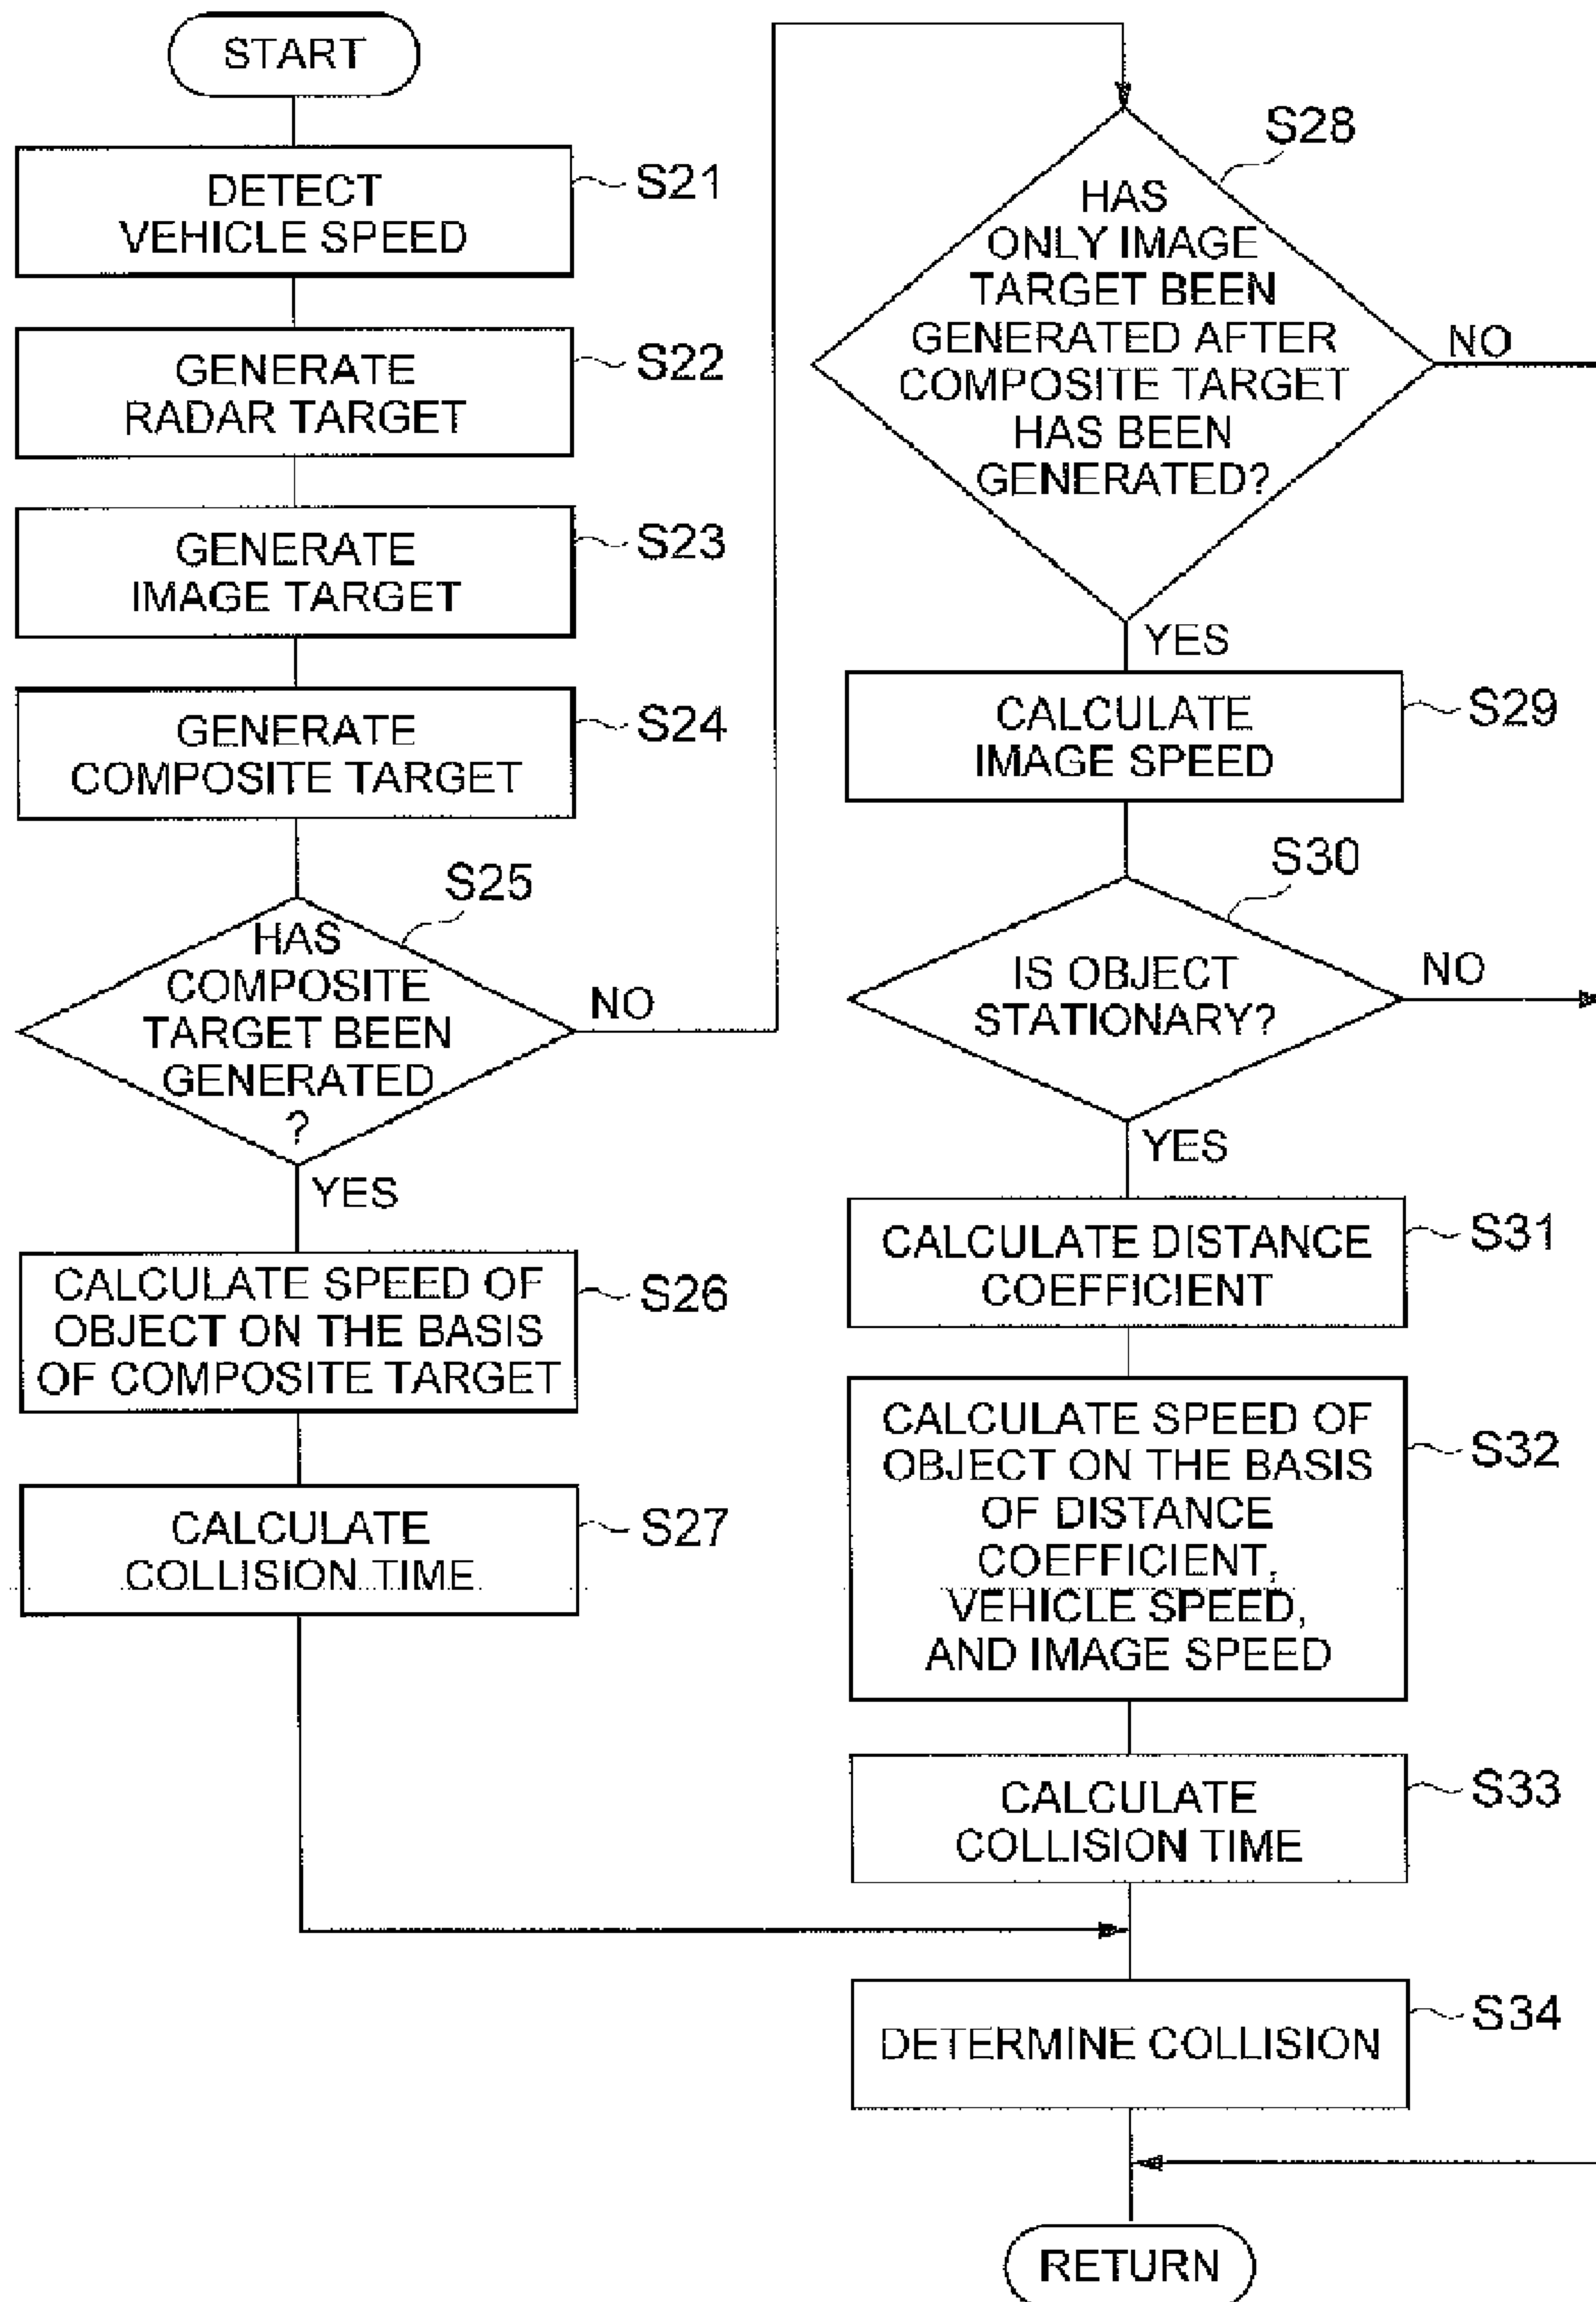 START
DETECT
VEHICLE SPEED
S21
GENERATE
RADAR TARGET
S22
GENERATE
IMAGE TARGET
S23
GENERATE
COMPOSITE TARGET
S24
S25
HAS
COMPOSITE
TARGET BEEN
GENERATED
?
NO
YES
CALCULATE SPEED OF
OBJECT ON THE BASIS
OF COMPOSITE TARGET
S26
CALCULATE
COLLISION TIME
S27
S28
HAS
ONLY IMAGE
TARGET BEEN
GENERATED AFTER
COMPOSITE TARGET
HAS BEEN
GENERATED?
NO
YES
CALCULATE
IMAGE SPEED
S29
S30
IS OBJECT
STATIONARY?
NO
YES
CALCULATE DISTANCE
COEFFICIENT
S31
CALCULATE SPEED OF
OBJECT ON THE BASIS
OF DISTANCE
COEFFICIENT,
VEHICLE SPEED,
AND IMAGE SPEED
S32
CALCULATE
COLLISION TIME
S33
DETERMINE COLLISION
S34
RETURN